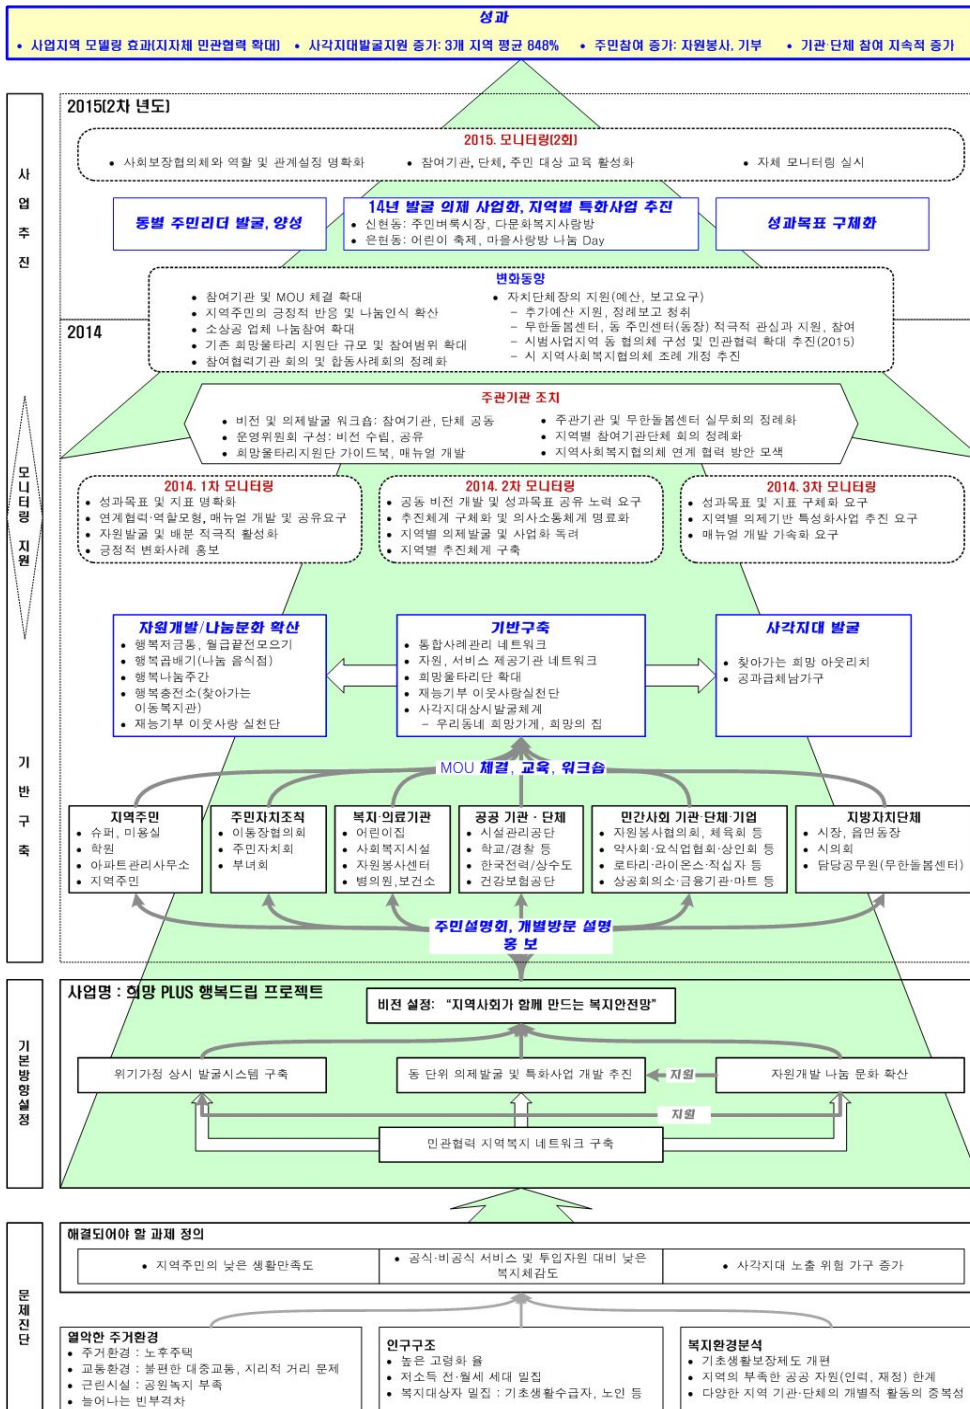 성과
• 사업지역 모델링 효과(지자체 민관협력 확대) • 사각지대발굴지원 증가: 3개 지역 평균 848% • 주민참여 증가: 자원봉사, 기부 • 기관·단체 참여 지속적 증가
사업추진
2015(2차 년도)
2015. 모니터링(2회)
• 사회보장협의체와 역할 및 관계설정 명확화 • 참여기관, 단체, 주민 대상 교육 활성화 • 자체 모니터링 실시
동별 주민리더 발굴, 양성
14년 발굴 의제 사업화, 지역별 특화사업 추진
• 신현동: 주민벼룩시장, 다문화복지사랑방
• 은현동: 어린이 축제, 마을사랑방 나눔 Day
성과목표 구체화
변화동향
• 참여기관 및 MOU 체결 확대
• 지역주민의 긍정적 반응 및 나눔인식 확산
• 소상공 업체 나눔참여 확대
• 기존 희망울타리 지원단 규모 및 참여범위 확대
• 참여협력기관 회의 및 합동사례회의 정례화
• 자치단체장의 지원(예산, 보고요구)
– 추가예산 지원, 정례보고 청취
– 무한돌봄센터, 동 주민센터(동장) 적극적 관심과 지원, 참여
– 시범사업지역 동 협의체 구성 및 민관협력 확대 추진(2015)
– 시 지역사회복지협의체 조례 개정 추진
2014
모니터링 지원
주관기관 조치
• 비전 및 의제발굴 워크숍: 참여기관, 단체 공동
• 운영위원회 구성: 비전 수립, 공유
• 희망울타리지원단 가이드북, 매뉴얼 개발
• 주관기관 및 무한돌봄센터 실무회의 정례화
• 지역별 참여기관단체 회의 정례화
• 지역사회복지협의체 연계 협력 방안 모색
2014. 1차 모니터링
• 성과목표 및 지표 명확화
• 연계협력·역할모형, 매뉴얼 개발 및 공유요구
• 자원발굴 및 배분 적극적 활성화
• 긍정적 변화사례 홍보
2014. 2차 모니터링
• 공동 비전 개발 및 성과목표 공유 노력 요구
• 추진체계 구체화 및 의사소통체계 명료화
• 지역별 의제발굴 및 사업화 독려
• 지역별 추진체계 구축
2014. 3차 모니터링
• 성과목표 및 지표 구체화 요구
• 지역별 의제기반 특성화사업 추진 요구
• 매뉴얼 개발 가속화 요구
기반구축
자원개발/나눔문화 확산
• 행복저금통, 월급끝전모으기
• 행복곱배기(나눔 음식점)
• 행복나눔주간
• 행복충전소(찾아가는
이동복지관)
• 재능기부 이웃사랑 실천단
기반구축
• 통합사례관리 네트워크
• 자원, 서비스 제공기관 네트워크
• 희망울타리단 확대
• 재능기부 이웃사랑실천단
• 사각지대상시발굴체계
– 우리동네 희망가게, 희망의 집
사각지대 발굴
• 찾아가는 희망 아웃리치
• 공과금체납가구
MOU 체결, 교육, 워크숍
지역주민
• 슈퍼, 미용실
• 학원
• 아파트관리사무소
• 지역주민
주민자치조직
• 이통장협의회
• 주민자치회
• 부녀회
복지·의료기관
• 어린이집
• 사회복지시설
• 자원봉사센터
• 병의원,보건소
공공 기관·단체
• 시설관리공단
• 학교/경찰 등
• 한국전력/상수도
• 건강보험공단
민간사회 기관·단체·기업
• 자원봉사협의회, 체육회 등
• 약사회·요식업협회·상인회 등
• 로타리·라이온스·적십자 등
• 상공회의소·금융기관·마트 등
지방자치단체
• 시장, 읍면동장
• 시의회
• 담당공무원(무한돌봄센터)
주민설명회, 개별방문 설명
홍 보
기본방향설정
사업명 : 희망 PLUS 행복드림 프로젝트
비전 설정: “지역사회가 함께 만드는 복지안전망”
위기가정 상시 발굴시스템 구축
동 단위 의제발굴 및 특화사업 개발 추진
지원
자원개발 나눔 문화 확산
지원
민관협력 지역복지 네트워크 구축
문제진단
해결되어야 할 과제 정의
• 지역주민의 낮은 생활만족도
• 공식·비공식 서비스 및 투입자원 대비 낮은
복지체감도
• 사각지대 노출 위험 가구 증가
열악한 주거환경
• 주거환경 : 노후주택
• 교통환경 : 불편한 대중교통, 지리적 거리 문제
• 근린시설 : 공원녹지 부족
• 늘어나는 빈부격차
인구구조
• 높은 고령화 율
• 저소득 전·월세 세대 밀집
• 복지대상자 밀집 : 기초생활수급자, 노인 등
복지환경분석
• 기초생활보장제도 개편
• 지역의 부족한 공공 자원(인력, 재정) 한계
• 다양한 지역 기관·단체의 개별적 활동의 중복성